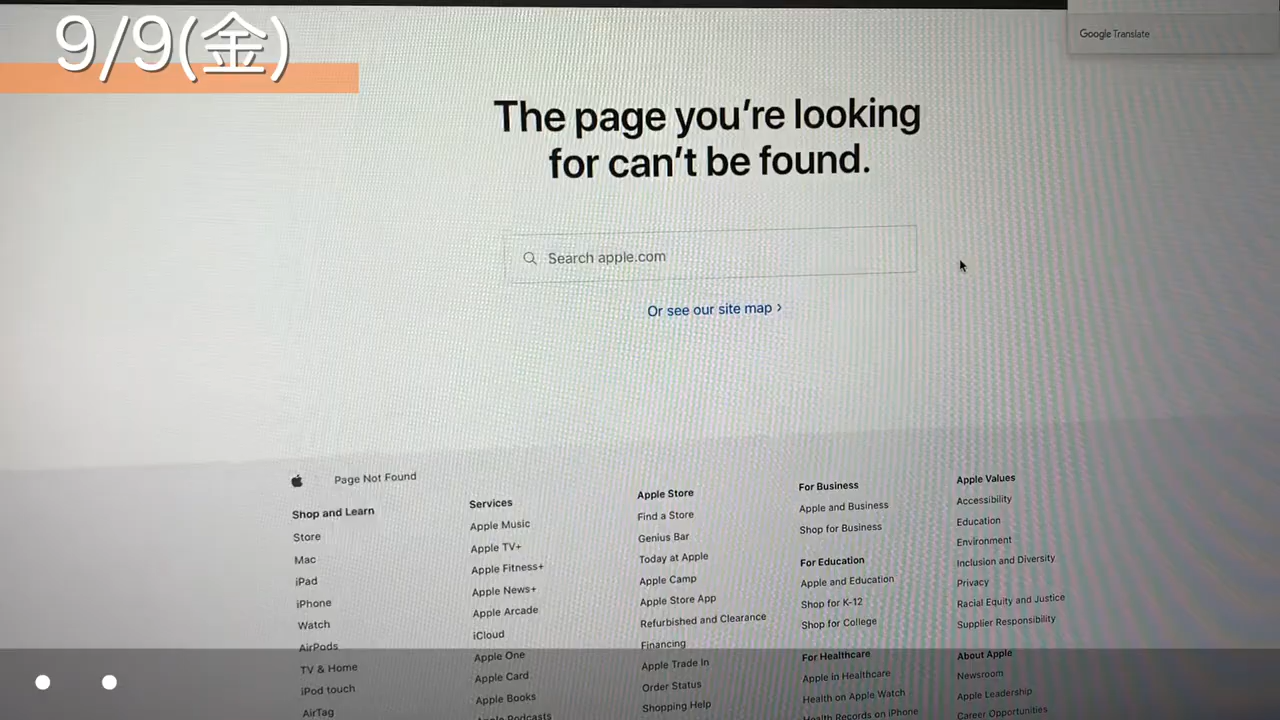 9/9(金)
Google Translate
The page you're looking
for can't be found.
Search apple.com
Or see our site map ›
Page Not Found
Shop and Learn
Store
Mac
iPad
iPhone
Watch
AirPods
TV & Home
iPod touch
AirTag
Services
Apple Music
Apple TV+
Apple Fitness+
Apple News+
Apple Arcade
iCloud
Apple One
Apple Card
Apple Books
Apple Podcasts
Apple Store
Find a Store
Genius Bar
Today at Apple
Apple Camp
Apple Store App
Refurbished and Clearance
Financing
Apple Trade In
Order Status
Shopping Help
For Business
Apple and Business
Shop for Business
For Education
Apple and Education
Shop for K-12
Shop for College
For Healthcare
Apple in Healthcare
Health on Apple Watch
Health Records on iPhone
Apple Values
Accessibility
Education
Environment
Inclusion and Diversity
Privacy
Racial Equity and Justice
Supplier Responsibility
About Apple
Newsroom
Apple Leadership
Career Opportunities